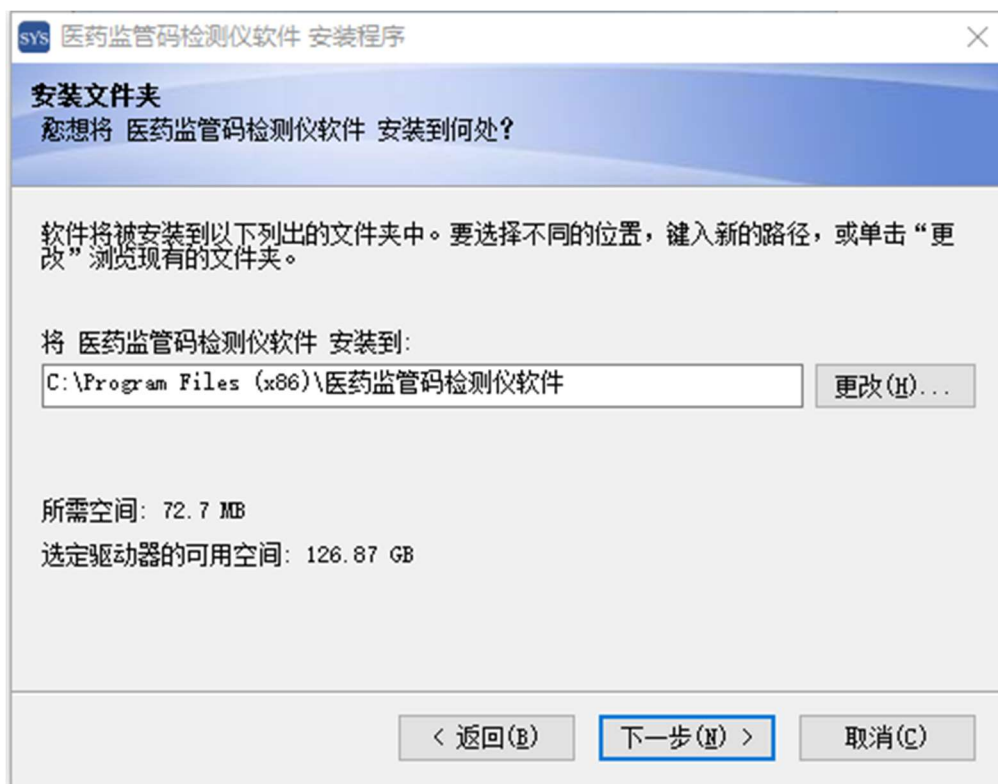 SYS 医药监管码检测仪软件 安装程序
安装文件夹
您想将 医药监管码检测仪软件 安装到何处？
软件将被安装到以下列出的文件夹中。要选择不同的位置，键入新的路径，或单击“更
改”浏览现有的文件夹。
将 医药监管码检测仪软件 安装到:
C:\Program Files (x86)\医药监管码检测仪软件
更改(H)...
所需空间: 72.7 MB
选定驱动器的可用空间: 126.87 GB
< 返回(B)
下一步(N) >
取消(C)